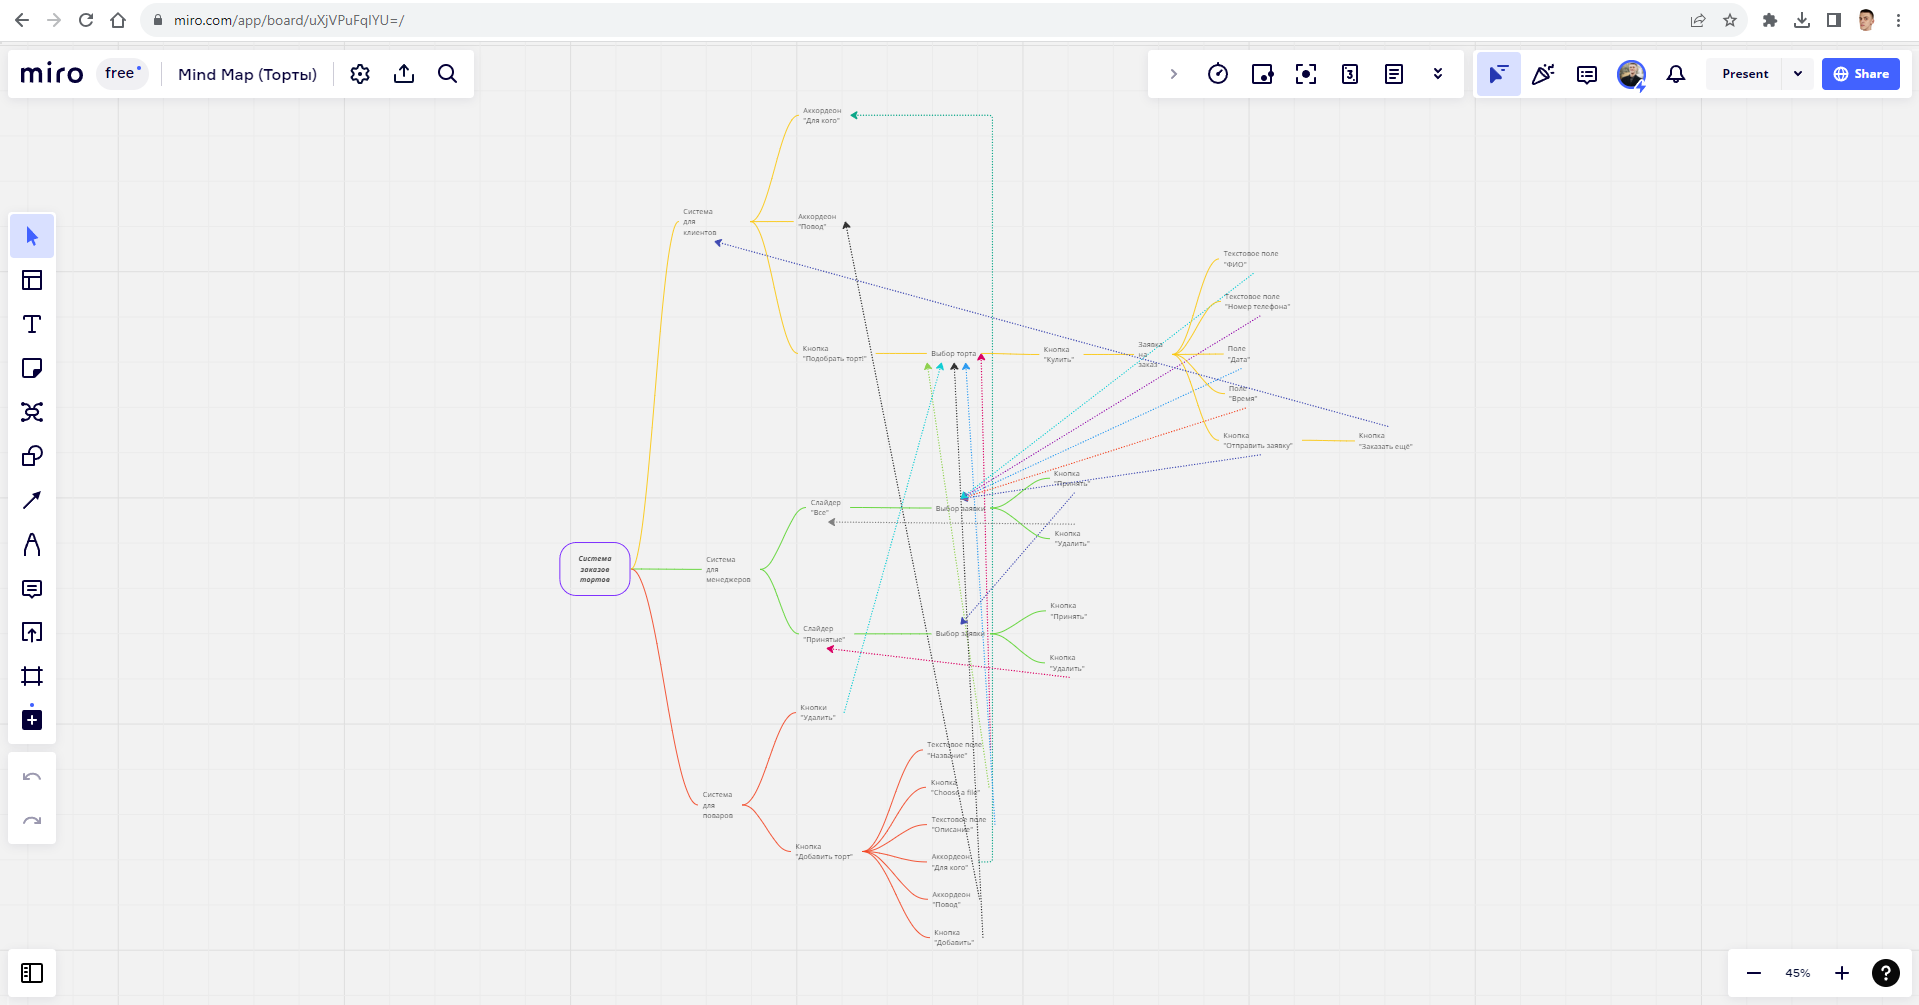 miro.com/app/board/uXjVPuFqIYU=/
miro
free
Mind Map (Торты)
3
Present
Share
Аккордеон
"Для кого"
Система
для
клиентов
Аккордеон
"Повод"
Кнопка
"Подобрать торт!"
Выбор торта
Кнопка
"Купить"
Заявка
на
заказ
Текстовое поле
"ФИО"
Текстовое поле
"Номер телефона"
Поле
"Дата"
Поле
"Время"
Кнопка
"Отправить заявку"
Кнопка
"Заказать ещё"
Система
заказов
тортов
Система
для
менеджеров
Слайдер
"Все"
Выбор заявки
Кнопка
"Принять"
Кнопка
"Удалить"
Слайдер
"Принятые"
Выбор заявки
Кнопка
"Принять"
Кнопка
"Удалить"
Система
для
поваров
Кнопки
"Удалить"
Кнопка
"Добавить торт"
Текстовое поле
"Название"
Кнопка
"Choose a file"
Текстовое поле
"Описание"
Аккордеон
"Для кого"
Аккордеон
"Повод"
Кнопка
"Добавить"
45%
?